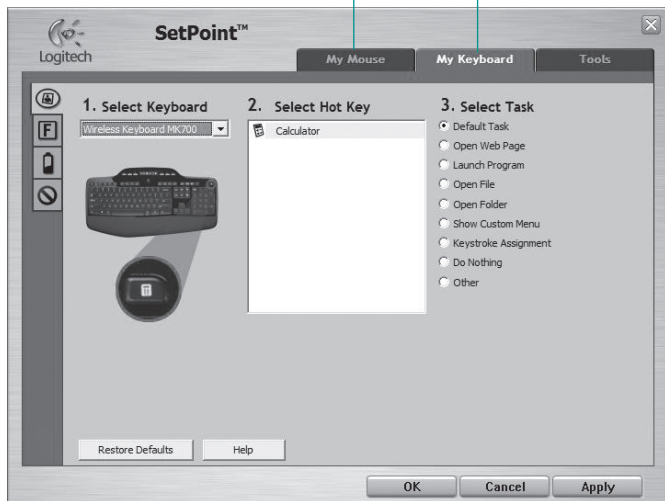 Logitech
SetPoint™
My Mouse
My Keyboard
Tools
1. Select Keyboard
Wireless Keyboard MK700
2. Select Hot Key
Calculator
3. Select Task
Default Task
Open Web Page
Launch Program
Open File
Open Folder
Show Custom Menu
Keystroke Assignment
Do Nothing
Other
F
Restore Defaults
Help
OK
Cancel
Apply